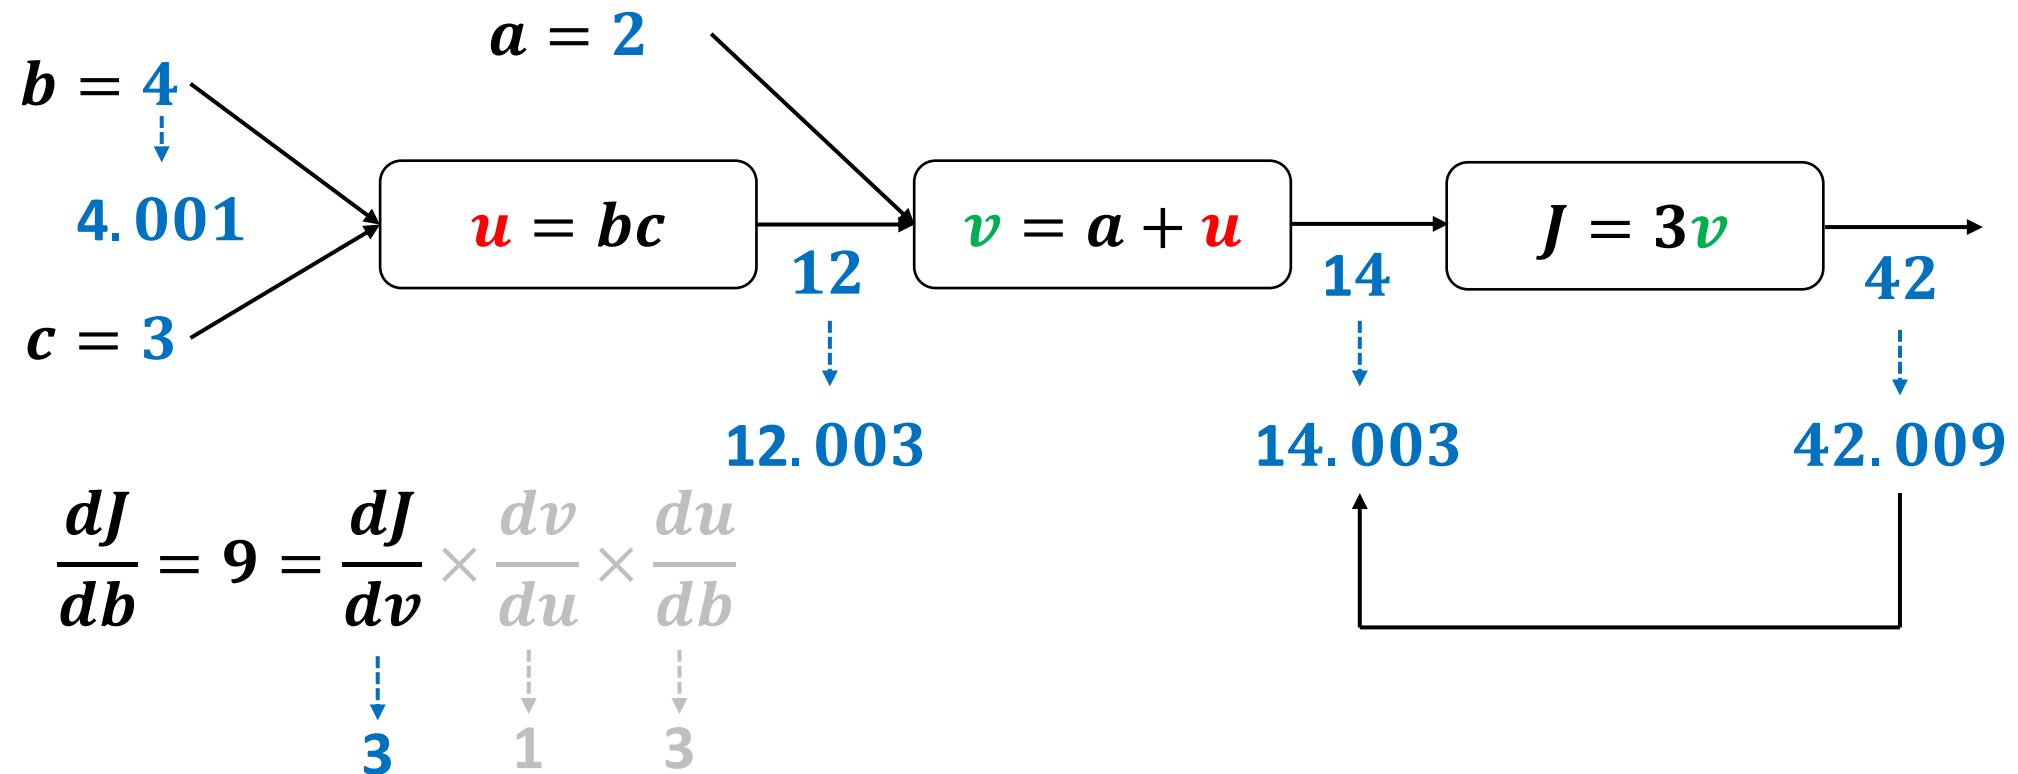 a = 2
b = 4
4.001
c = 3
u = bc
v = a + u
J = 3v
12
14
42
12.003
14.003
42.009
dJ/db = 9 = dJ/dv × dv/du × du/db
3
1
3